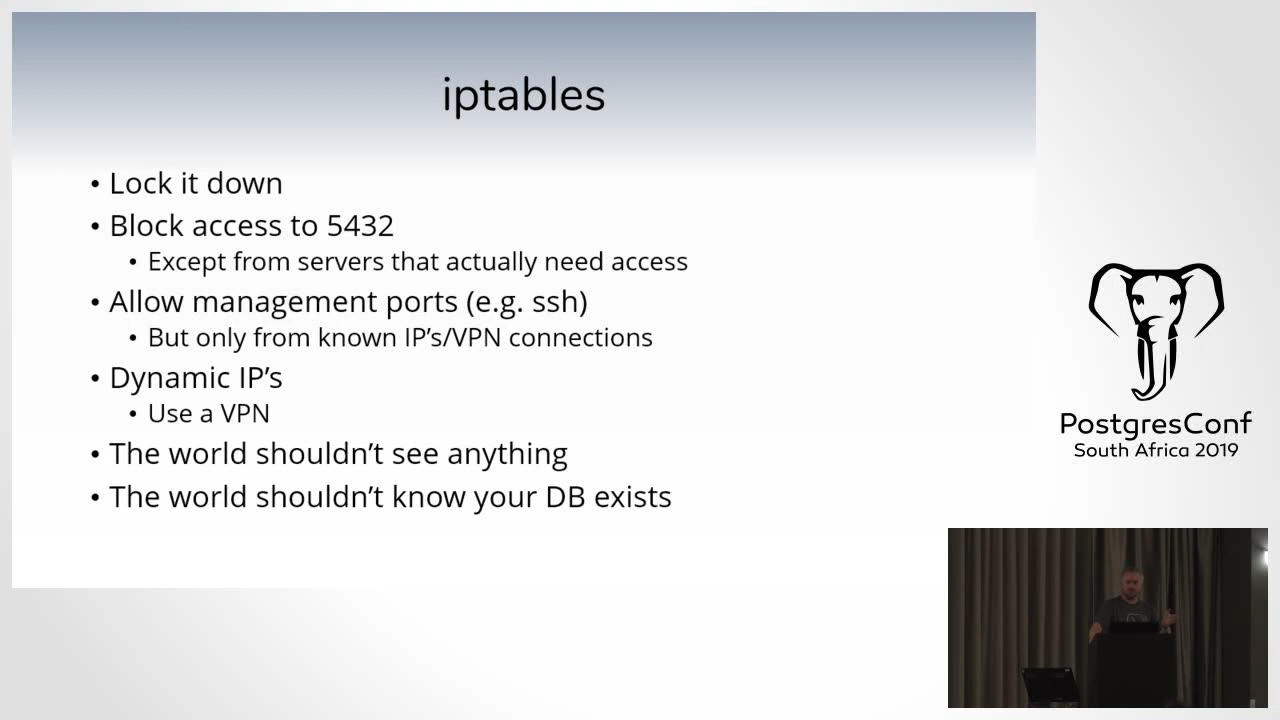 iptables
• Lock it down
• Block access to 5432
• Except from servers that actually need access
• Allow management ports (e.g. ssh)
• But only from known IP’s/VPN connections
• Dynamic IP’s
• Use a VPN
• The world shouldn’t see anything
• The world shouldn’t know your DB exists
PostgresConf
South Africa 2019